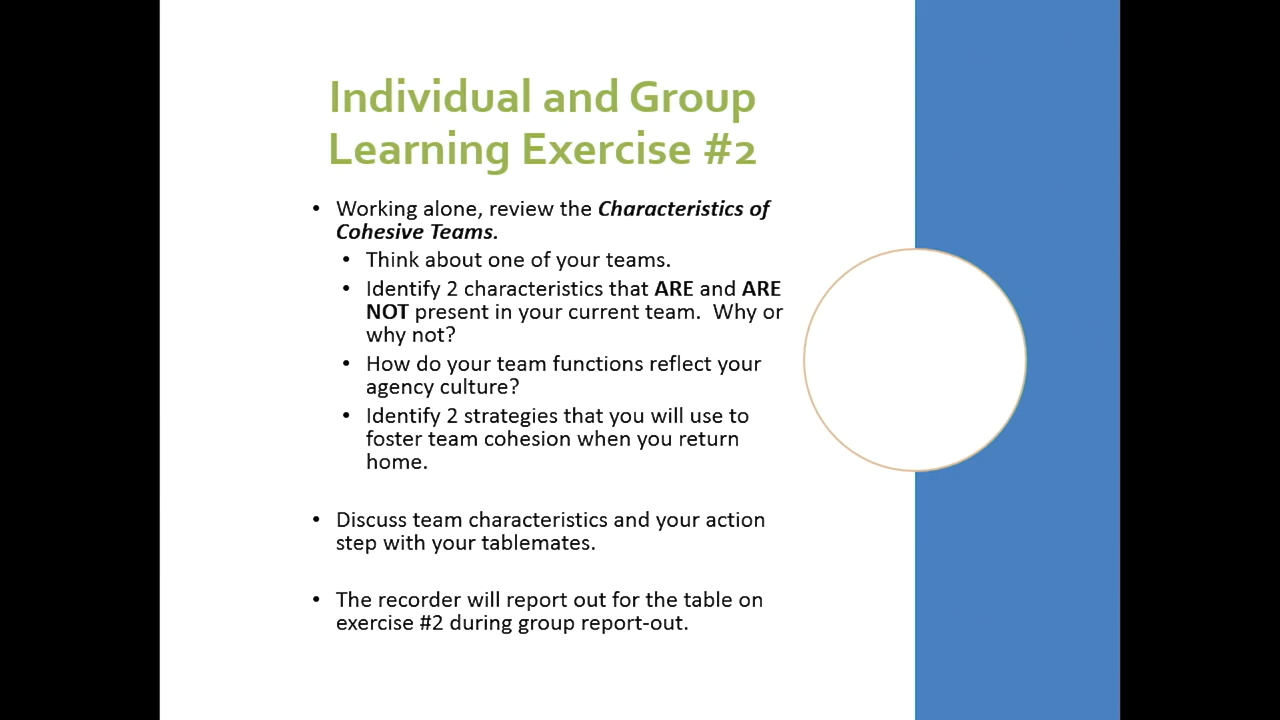 Individual and Group
Learning Exercise #2
• Working alone, review the Characteristics of
Cohesive Teams.
• Think about one of your teams.
• Identify 2 characteristics that ARE and ARE
NOT present in your current team.  Why or
why not?
• How do your team functions reflect your
agency culture?
• Identify 2 strategies that you will use to
foster team cohesion when you return
home.
• Discuss team characteristics and your action
step with your tablemates.
• The recorder will report out for the table on
exercise #2 during group report-out.